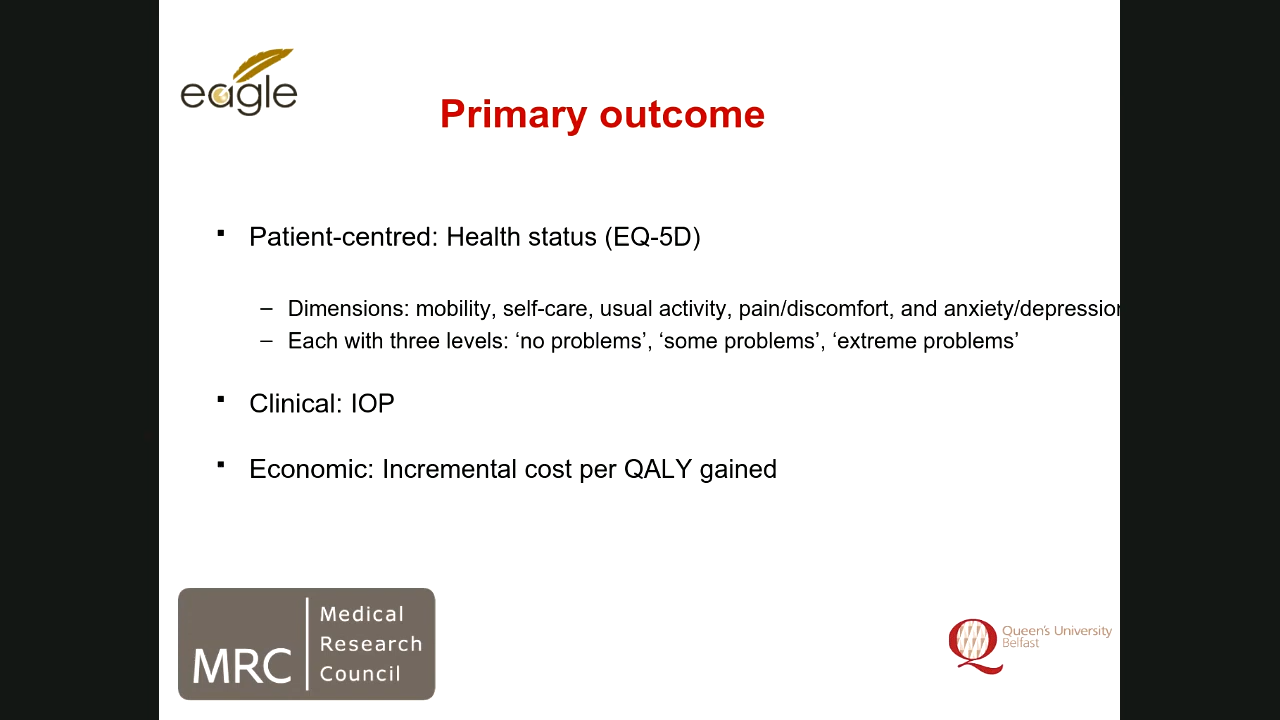 eagle
Primary outcome
▪ Patient-centred: Health status (EQ-5D)
– Dimensions: mobility, self-care, usual activity, pain/discomfort, and anxiety/depression
– Each with three levels: ‘no problems’, ‘some problems’, ‘extreme problems’
▪ Clinical: IOP
▪ Economic: Incremental cost per QALY gained
MRC
Medical
Research
Council
Queen's University
Belfast